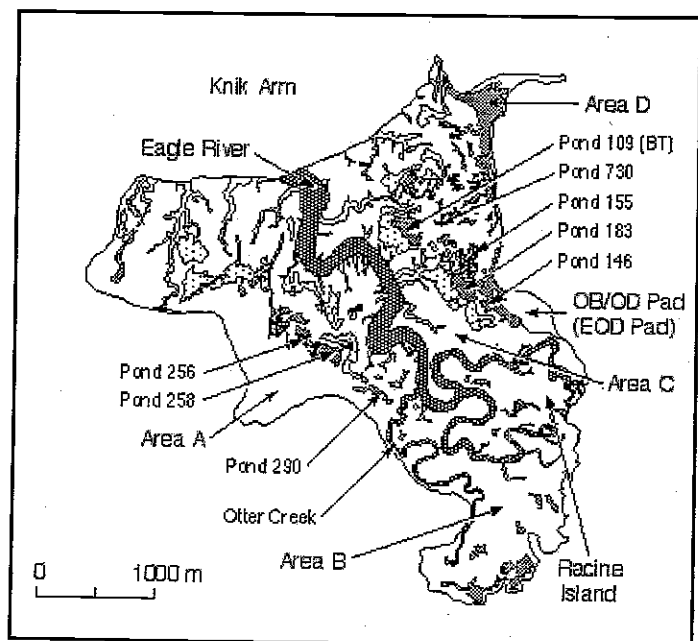 Knik Arm
Area D
Pond 109 (BT)
Eagle River
Pond 730
Pond 155
Pond 183
Pond 146
OB/OD Pad
(EOD Pad)
Pond 256
Area C
Pond 258
Area A
Pond 290
Otter Creek
Area B
Racine
Island
0 1000 m